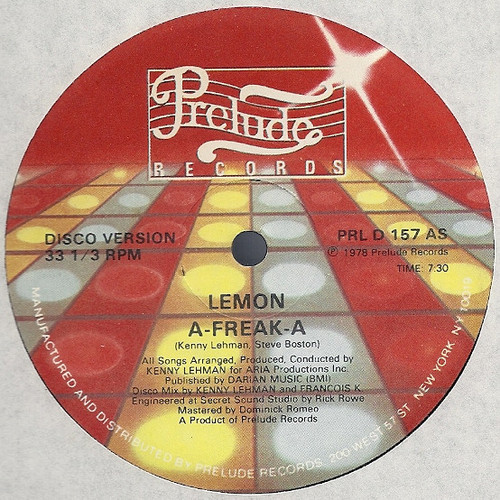 Prelude
RECORDS
DISCO VERSION
33 1/3 RPM
PRL D 157 AS
℗ 1978 Prelude Records
TIME: 7:30
LEMON
A-FREAK-A
(Kenny Lehman, Steve Boston)
All Songs Arranged, Produced, Conducted by
KENNY LEHMAN for ARIA Productions Inc.
Published by DARIAN MUSIC (BMI)
Disco Mix by KENNY LEHMAN and FRANCOIS K.
Engineered at Secret Sound Studio by Rick Rowe
Mastered by Dominick Romeo
A Product of Prelude Records
MANUFACTURED AND DISTRIBUTED BY PRELUDE RECORDS, 200 WEST 57 ST. NEW YORK, N.Y. 70019